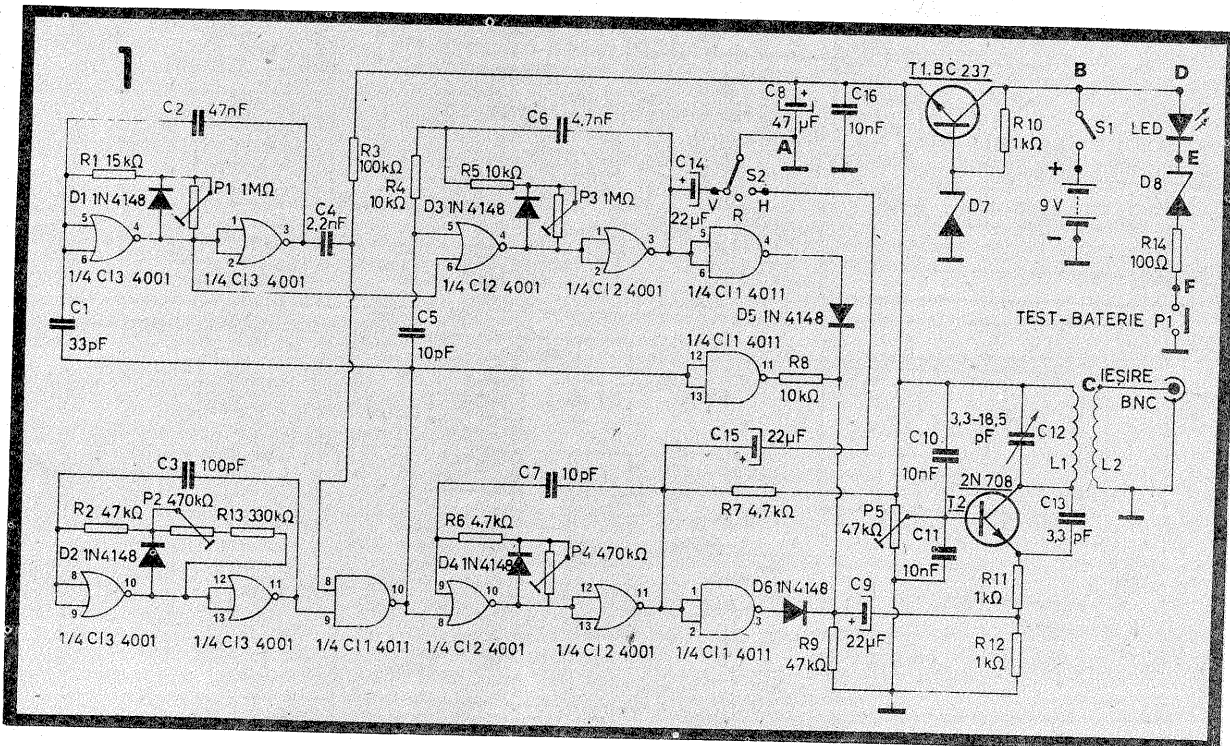 1
C2 47nF
R1 15kΩ
D1 1N4148
P1 1MΩ
C4
2,2nF
5
6
4
1
2
3
1/4 CI3 4001
1/4 CI3 4001
C1
33pF
R3
100kΩ
R4
10kΩ
C6 4,7nF
R5 10kΩ
D3 1N4148
P3 1MΩ
5
6
4
1
2
3
1/4 CI2 4001
1/4 CI2 4001
C5
10pF
C14
+
22µF
V
S2
R
H
A
C8
+
47 µF
C16
10nF
5
6
4
1/4 CI1 4011
D5 1N 4148
1/4 CI1 4011
12
13
11
R8
10kΩ
T1.BC 237
R10
1kΩ
D7
B
S1
+
9 V
-
D
LED
E
D8
R14
100Ω
F
TEST-BATERIE P1
C3 100pF
R2 47kΩ
P2 470kΩ
R13 330kΩ
D2 1N4148
8
9
10
12
13
11
1/4 CI3 4001
1/4 CI3 4001
8
9
10
1/4 CI1 4011
C7 10pF
R6 4,7kΩ
D4 1N4148
P4 470kΩ
9
8
10
12
13
11
1/4 CI2 4001
1/4 CI2 4001
C15 22µF
+
R7 4,7kΩ
1
2
3
1/4 CI1 4011
D6 1N4148
C9
+
22µF
R9
47kΩ
P5
47kΩ
C10
10nF
C11
10nF
3,3-18,5
pF
C12
2N 708
T2
L1
L2
C
IESIRE
BNC
C13
3,3 pF
R11
1kΩ
R12
1kΩ